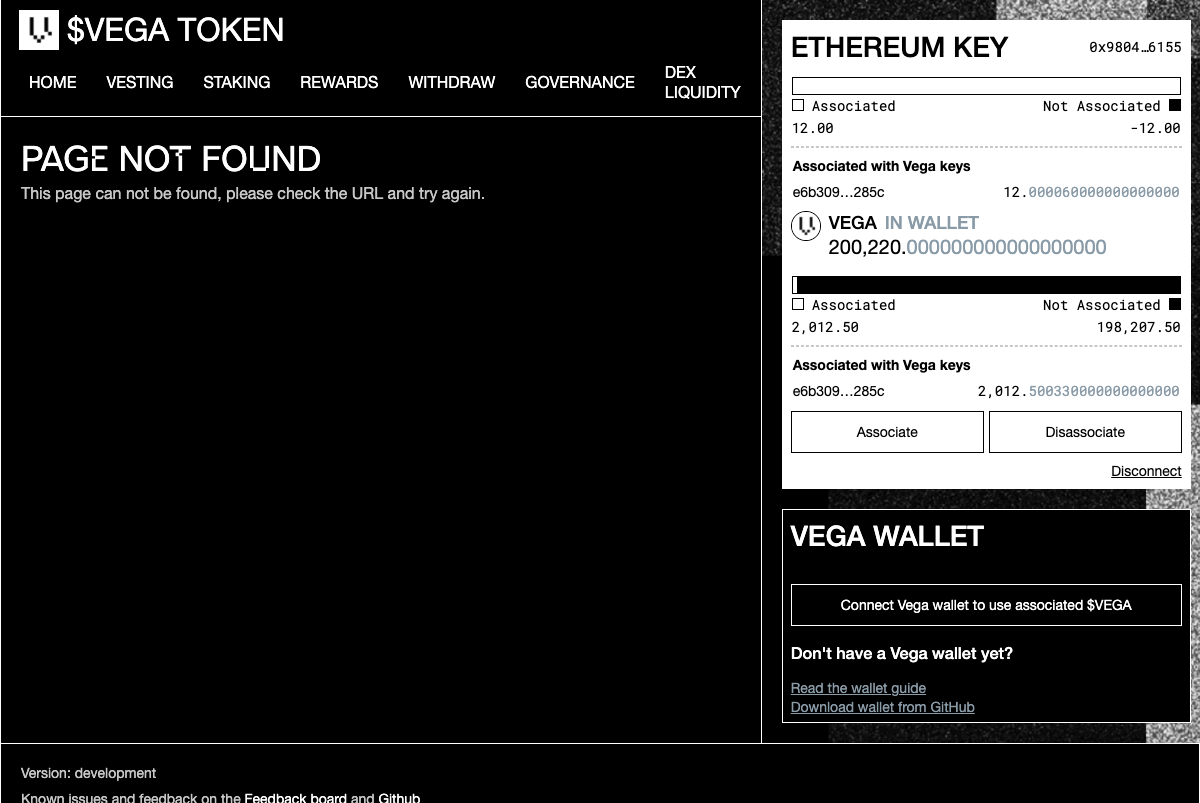 $VEGA TOKEN
HOME VESTING STAKING REWARDS WITHDRAW GOVERNANCE DEX LIQUIDITY
PAGE NOT FOUND
This page can not be found, please check the URL and try again.
ETHEREUM KEY 0x9804…6155
Associated Not Associated
12.00 -12.00
Associated with Vega keys
e6b309…285c 12.000060000000000000
VEGA IN WALLET
200,220.000000000000000000
Associated Not Associated
2,012.50 198,207.50
Associated with Vega keys
e6b309…285c 2,012.500330000000000000
Associate Disassociate
Disconnect
VEGA WALLET
Connect Vega wallet to use associated $VEGA
Don't have a Vega wallet yet?
Read the wallet guide
Download wallet from GitHub
Version: development
Known issues and feedback on the Feedback board and Github